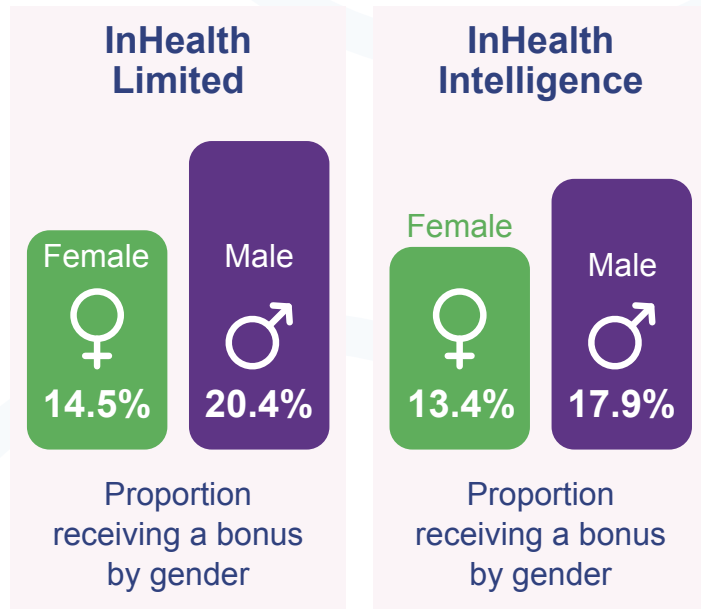 InHealth
Limited
Female
Male
14.5%
20.4%
Proportion
receiving a bonus
by gender
InHealth
Intelligence
Female
Male
13.4%
17.9%
Proportion
receiving a bonus
by gender